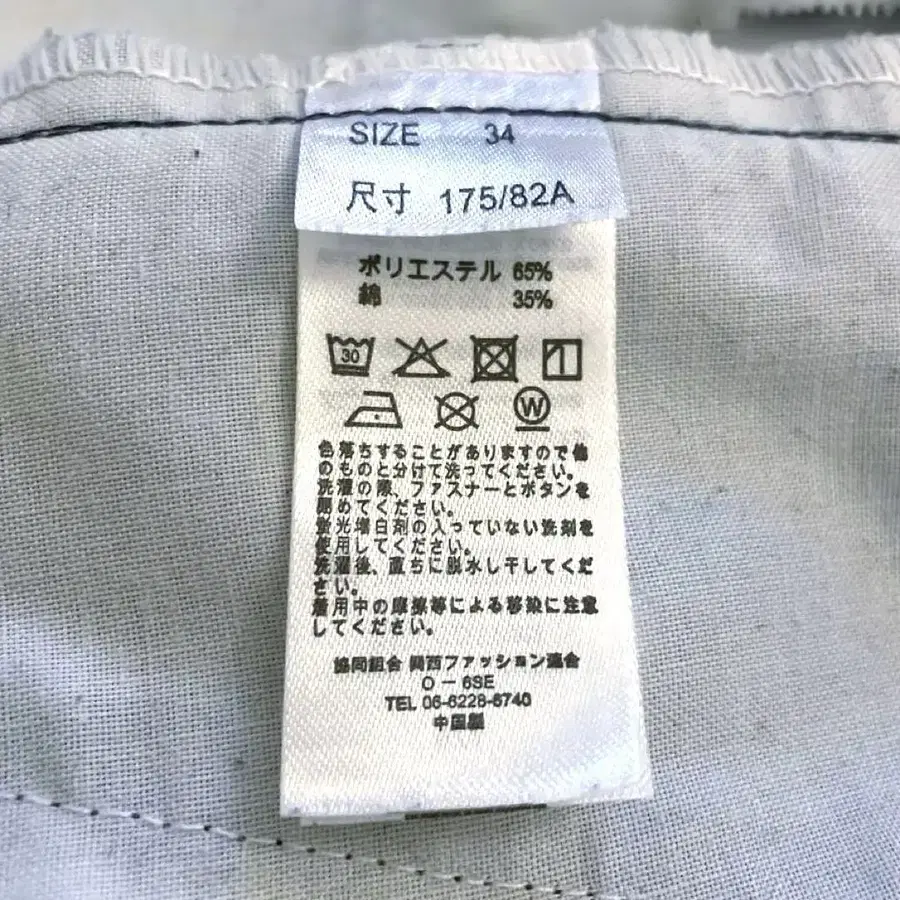 SIZE 34
尺寸 175/82A
ポリエステル 65%
綿 35%
30
W
色落ちすることがありますので他
のものと分けて洗ってください。
洗濯の際、ファスナーとボタンを
閉めてください。
蛍光増白剤の入っていない洗剤を
使用してください。
洗濯後、直ちに脱水し干してくだ
さい。
着用中の摩擦等による移染に注意
してください。
協同組合 関西ファッション連合
O－6SE
TEL 06-6228-6740
中国製